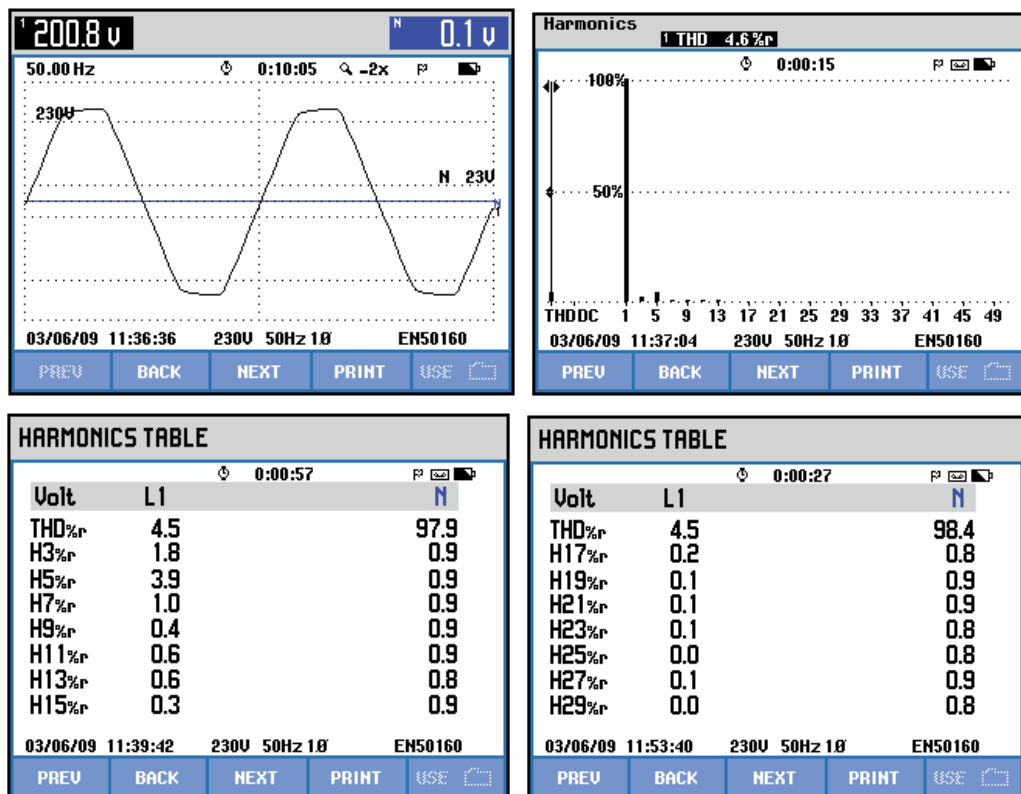 1 200.8 V N 0.1 V
50.00 Hz 0:10:05 -2x
230V
N 23V
N
1
03/06/09 11:36:36 230V 50Hz 1Ø EN50160
PREV BACK NEXT PRINT USE
Harmonics
1 THD 4.6%r
0:00:15
100%
50%
THDDC 1 5 9 13 17 21 25 29 33 37 41 45 49
03/06/09 11:37:04 230V 50Hz 1Ø EN50160
PREV BACK NEXT PRINT USE
HARMONICS TABLE
0:00:57
Volt L1 N
THD%r 4.5 97.9
H3%r 1.8 0.9
H5%r 3.9 0.9
H7%r 1.0 0.9
H9%r 0.4 0.9
H11%r 0.6 0.9
H13%r 0.6 0.8
H15%r 0.3 0.9
03/06/09 11:39:42 230V 50Hz 1Ø EN50160
PREV BACK NEXT PRINT USE
HARMONICS TABLE
0:00:27
Volt L1 N
THD%r 4.5 98.4
H17%r 0.2 0.8
H19%r 0.1 0.9
H21%r 0.1 0.9
H23%r 0.1 0.8
H25%r 0.0 0.8
H27%r 0.1 0.9
H29%r 0.0 0.8
03/06/09 11:53:40 230V 50Hz 1Ø EN50160
PREV BACK NEXT PRINT USE